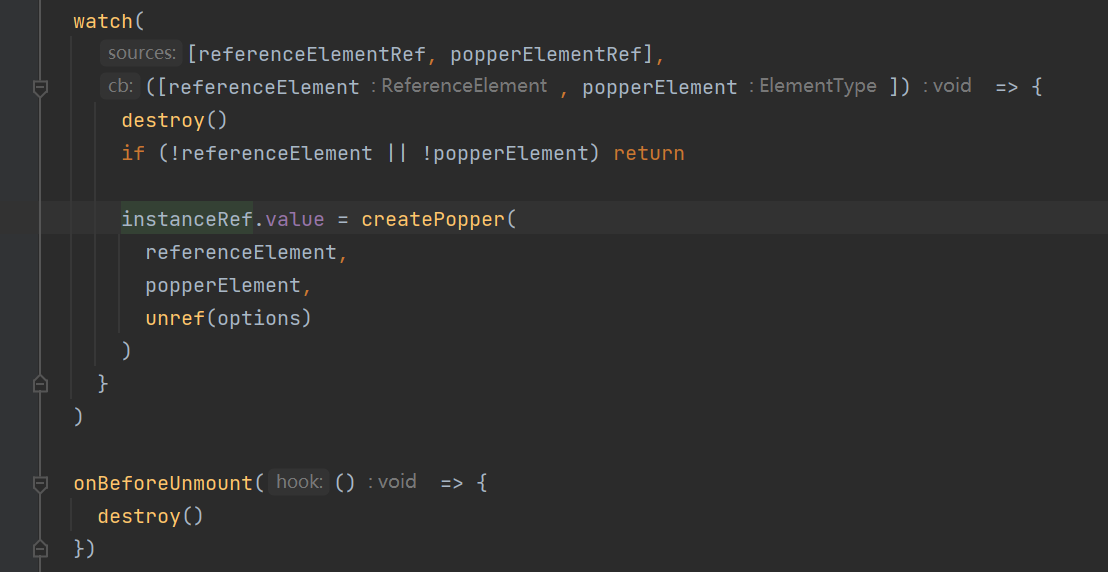 watch(
sources: [referenceElementRef, popperElementRef],
cb: ([referenceElement : ReferenceElement , popperElement : ElementType ]) : void => {
destroy()
if (!referenceElement || !popperElement) return
instanceRef.value = createPopper(
referenceElement,
popperElement,
unref(options)
)
}
)
onBeforeUnmount( hook: () : void => {
destroy()
})